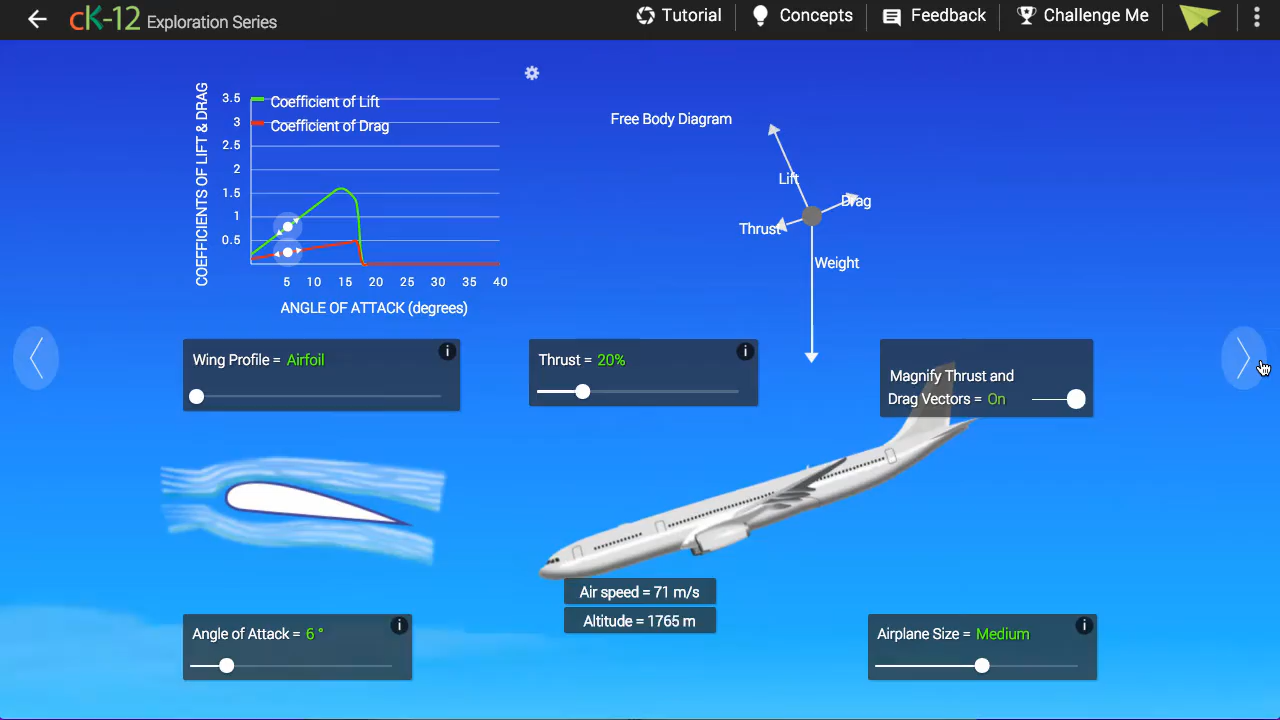 cK-12 Exploration Series
Tutorial
Concepts
Feedback
Challenge Me
COEFFICIENTS OF LIFT & DRAG
3.5
3
2.5
2
1.5
1
0.5
Coefficient of Lift
Coefficient of Drag
5 10 15 20 25 30 35 40
ANGLE OF ATTACK (degrees)
Free Body Diagram
Lift
Drag
Thrust
Weight
Wing Profile = Airfoil
i
Thrust = 20%
i
Magnify Thrust and
Drag Vectors = On
Air speed = 71 m/s
Altitude = 1765 m
Angle of Attack = 6 °
i
Airplane Size = Medium
i